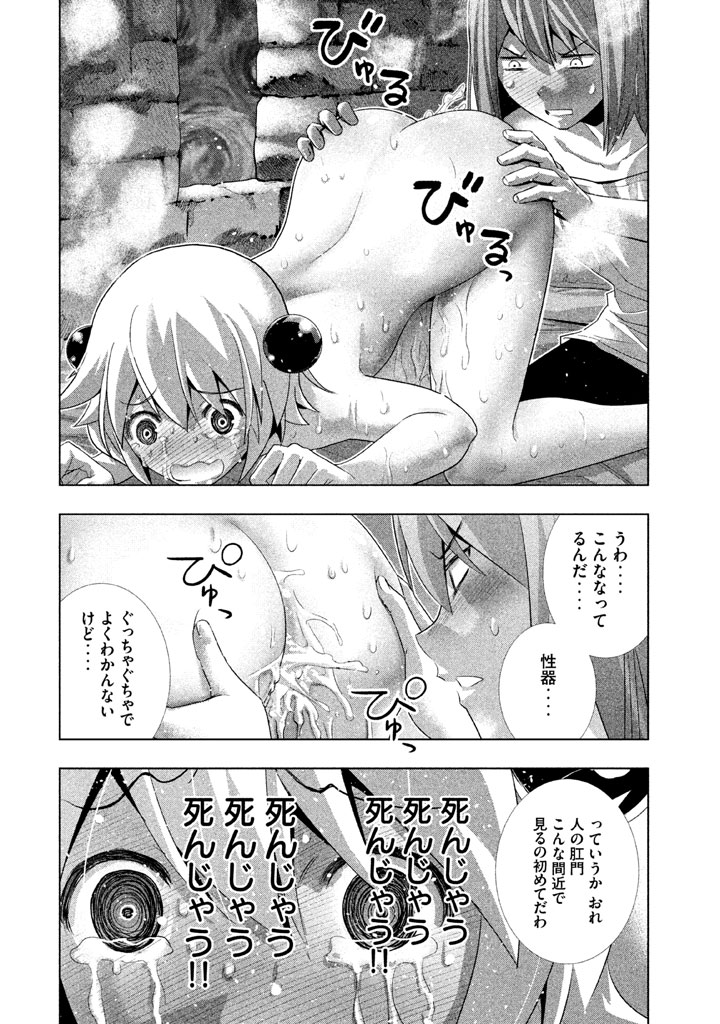 びゅるる
びゅるるっ
うわ‥‥
こんななって
るんだ‥‥
性器‥‥
ぴゅっ
ぴゅっ
ぐっちゃぐちゃで
よくわかんない
けど‥‥
っていうか おれ
人の肛門
こんな間近で
見るの初めてだわ
死んじゃう
死んじゃう
死んじゃう!!
死んじゃう
死んじゃう
死んじゃう!!